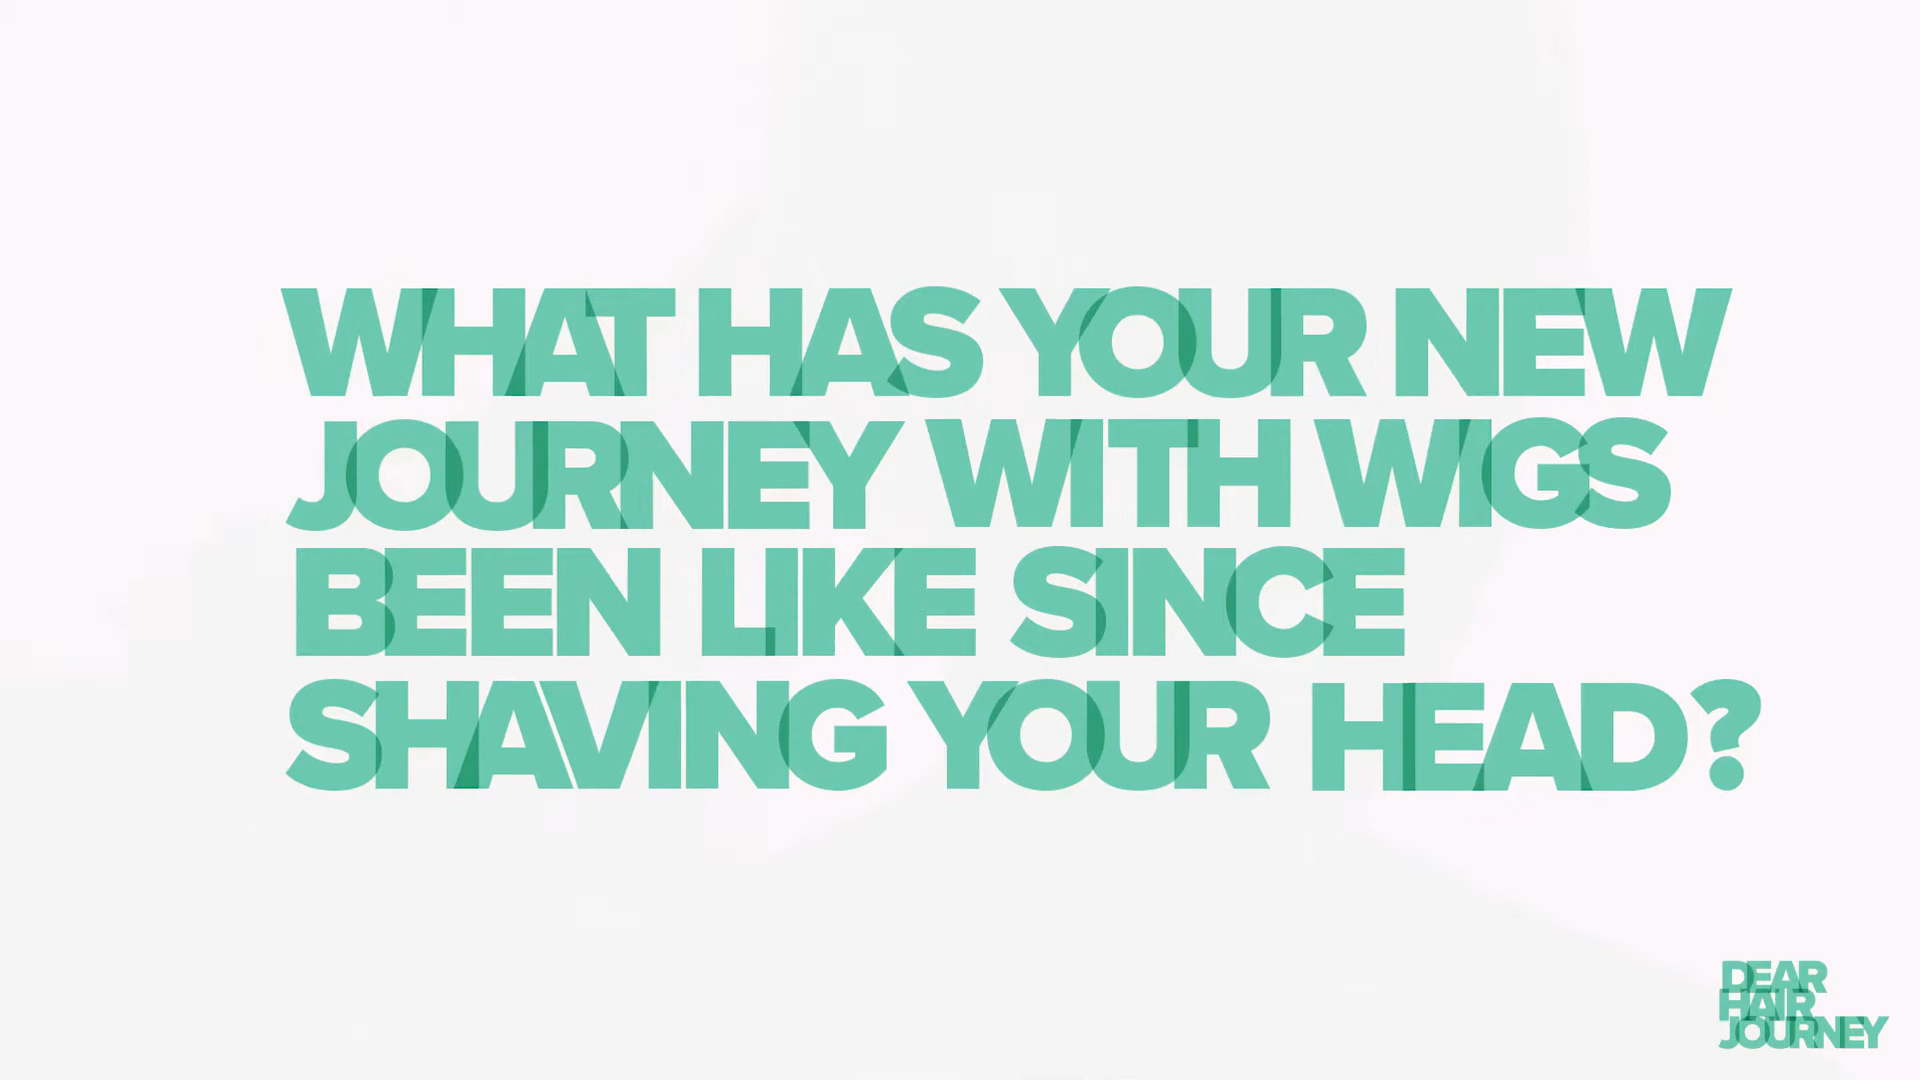 WHAT HAS YOUR NEW
JOURNEY WITH WIGS
BEEN LIKE SINCE
SHAVING YOUR HEAD?
DEAR
HAIR
JOURNEY